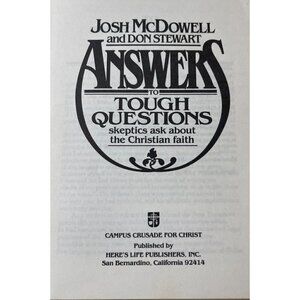 JOSH McDOWELL
and DON STEWART
ANSWERS
TO
TOUGH
QUESTIONS
skeptics ask about
the Christian faith
CAMPUS CRUSADE FOR CHRIST
Published by
HERE'S LIFE PUBLISHERS, INC.
San Bernardino, California 92414